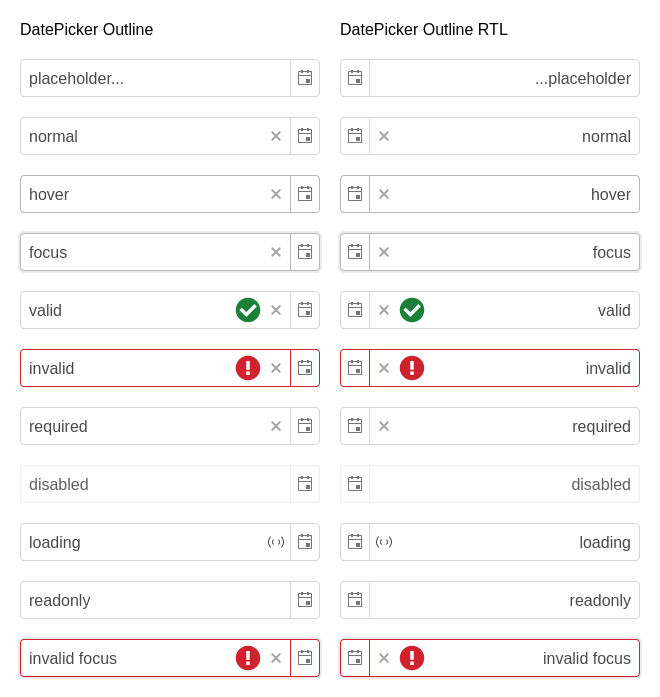 DatePicker Outline
placeholder...
normal
hover
focus
valid
invalid
required
disabled
loading
readonly
invalid focus
DatePicker Outline RTL
...placeholder
normal
hover
focus
valid
invalid
required
disabled
loading
readonly
invalid focus